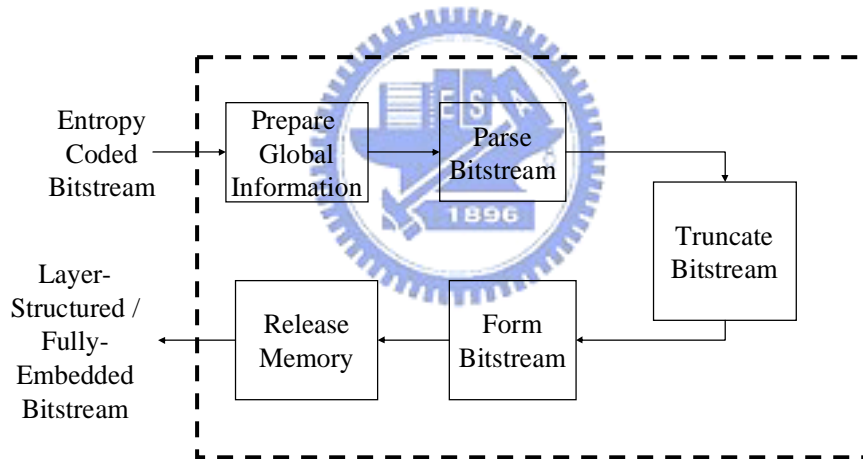 Entropy
Coded
Bitstream
Prepare
Global
Information
Parse
Bitstream
Truncate
Bitstream
Form
Bitstream
Release
Memory
Layer-
Structured /
Fully-
Embedded
Bitstream
ES
1896